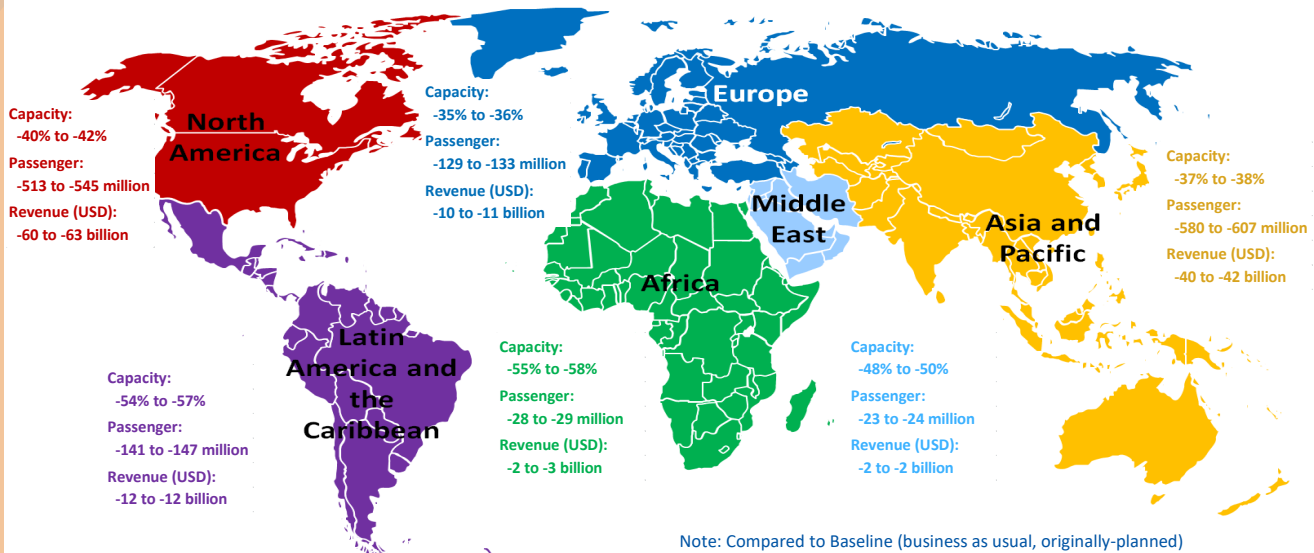 North
America
Capacity:
-40% to -42%
Passenger:
-513 to -545 million
Revenue (USD):
-60 to -63 billion
Capacity:
-35% to -36%
Passenger:
-129 to -133 million
Revenue (USD):
-10 to -11 billion
Europe
Middle
East
Asia and
Pacific
Capacity:
-37% to -38%
Passenger:
-580 to -607 million
Revenue (USD):
-40 to -42 billion
Africa
Latin
America and
the
Caribbean
Capacity:
-54% to -57%
Passenger:
-141 to -147 million
Revenue (USD):
-12 to -12 billion
Capacity:
-55% to -58%
Passenger:
-28 to -29 million
Revenue (USD):
-2 to -3 billion
Capacity:
-48% to -50%
Passenger:
-23 to -24 million
Revenue (USD):
-2 to -2 billion
Note: Compared to Baseline (business as usual, originally-planned)